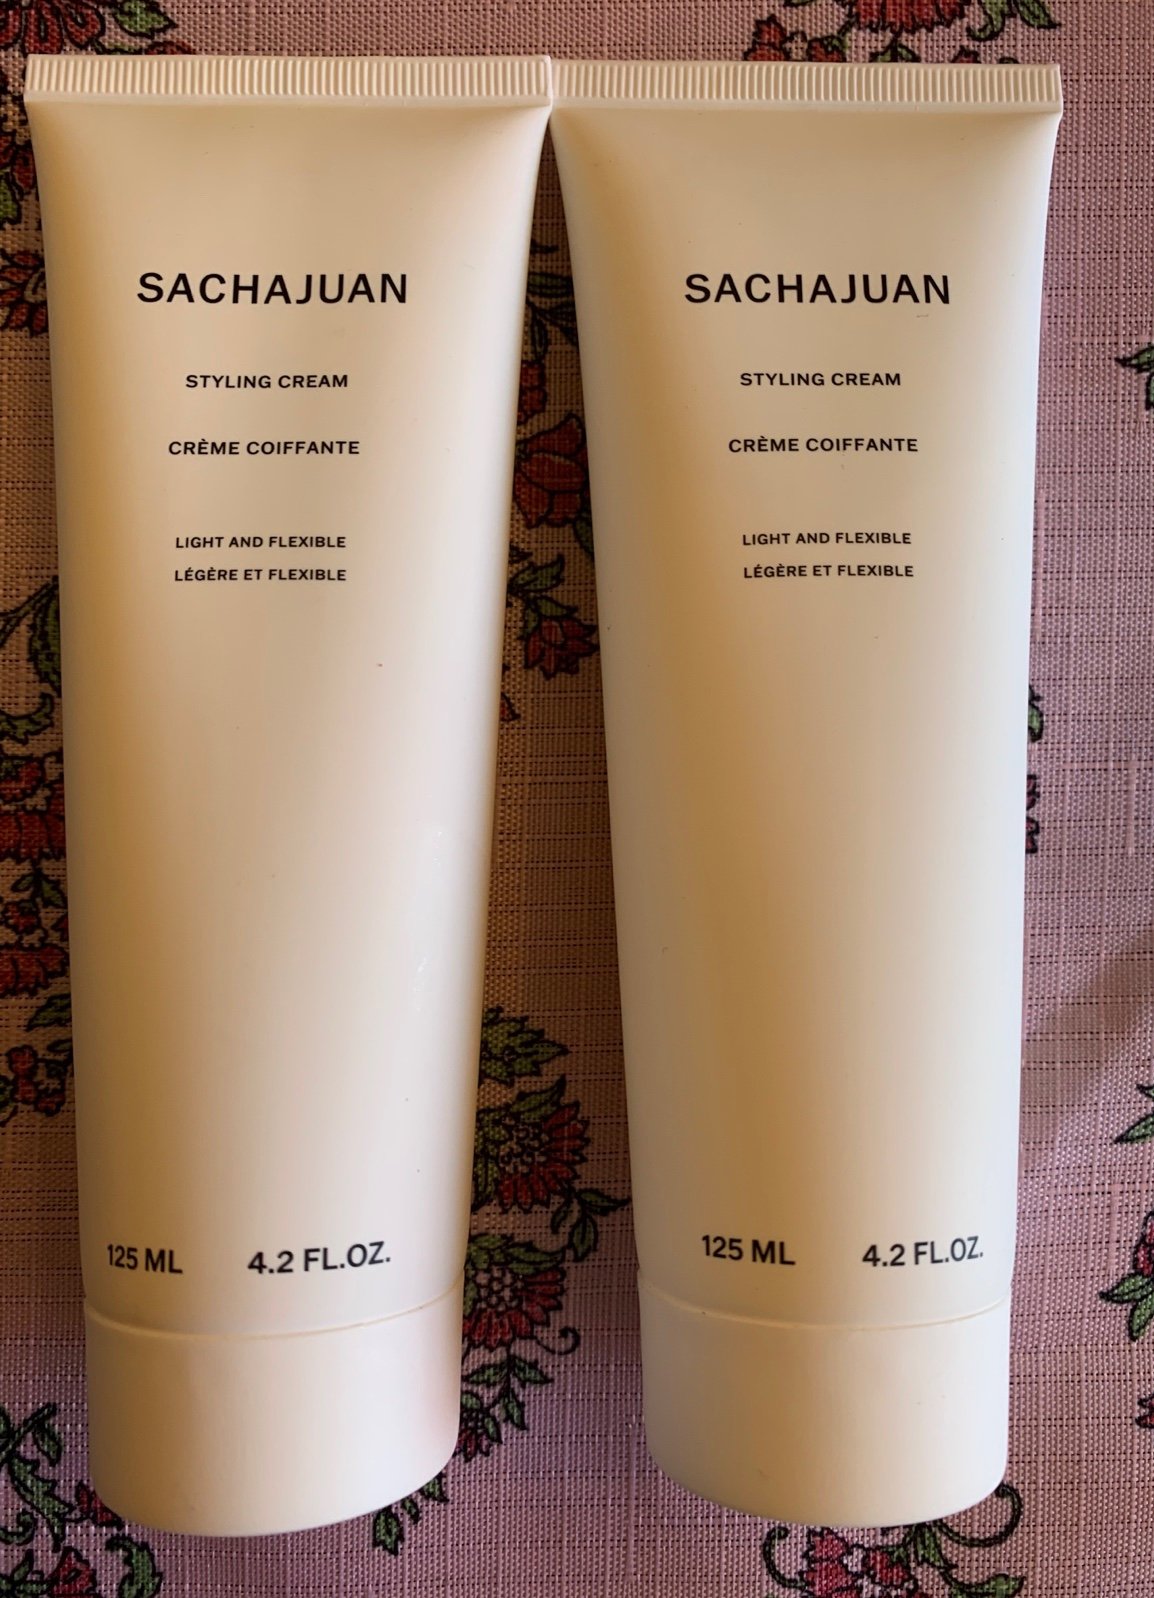 SACHAJUAN
STYLING CREAM
CRÈME COIFFANTE
LIGHT AND FLEXIBLE
LÉGÈRE ET FLEXIBLE
125 ML 4.2 FL.OZ.
SACHAJUAN
STYLING CREAM
CRÈME COIFFANTE
LIGHT AND FLEXIBLE
LÉGÈRE ET FLEXIBLE
125 ML 4.2 FL.OZ.